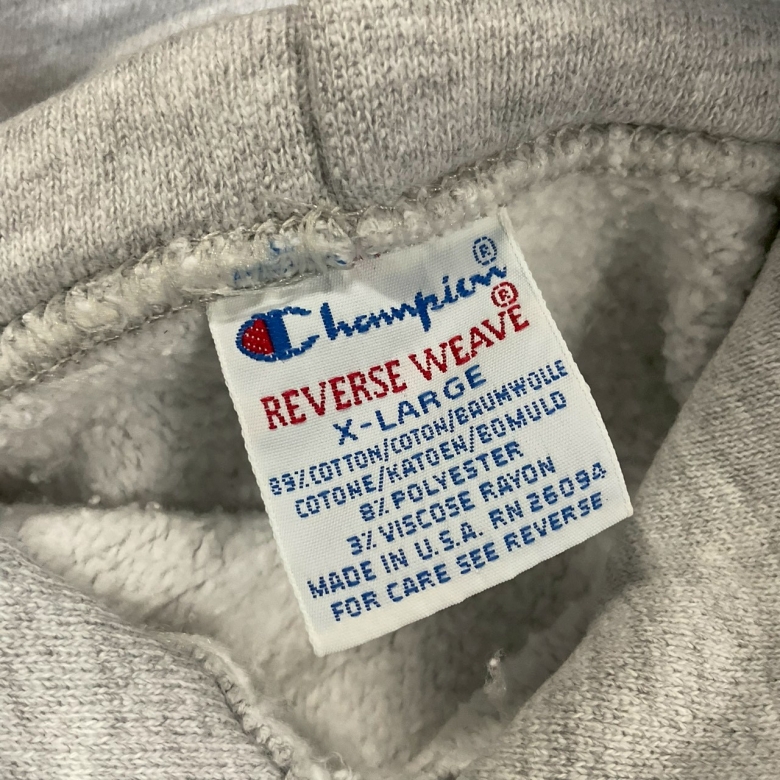 Champion®
REVERSE WEAVE®
X-LARGE
89% COTTON/COTON/BAUMWOLLE
COTONE/KATOEN/BOMULD
8% POLYESTER
3% VISCOSE RAYON
MADE IN U.S.A. RN 26094
FOR CARE SEE REVERSE